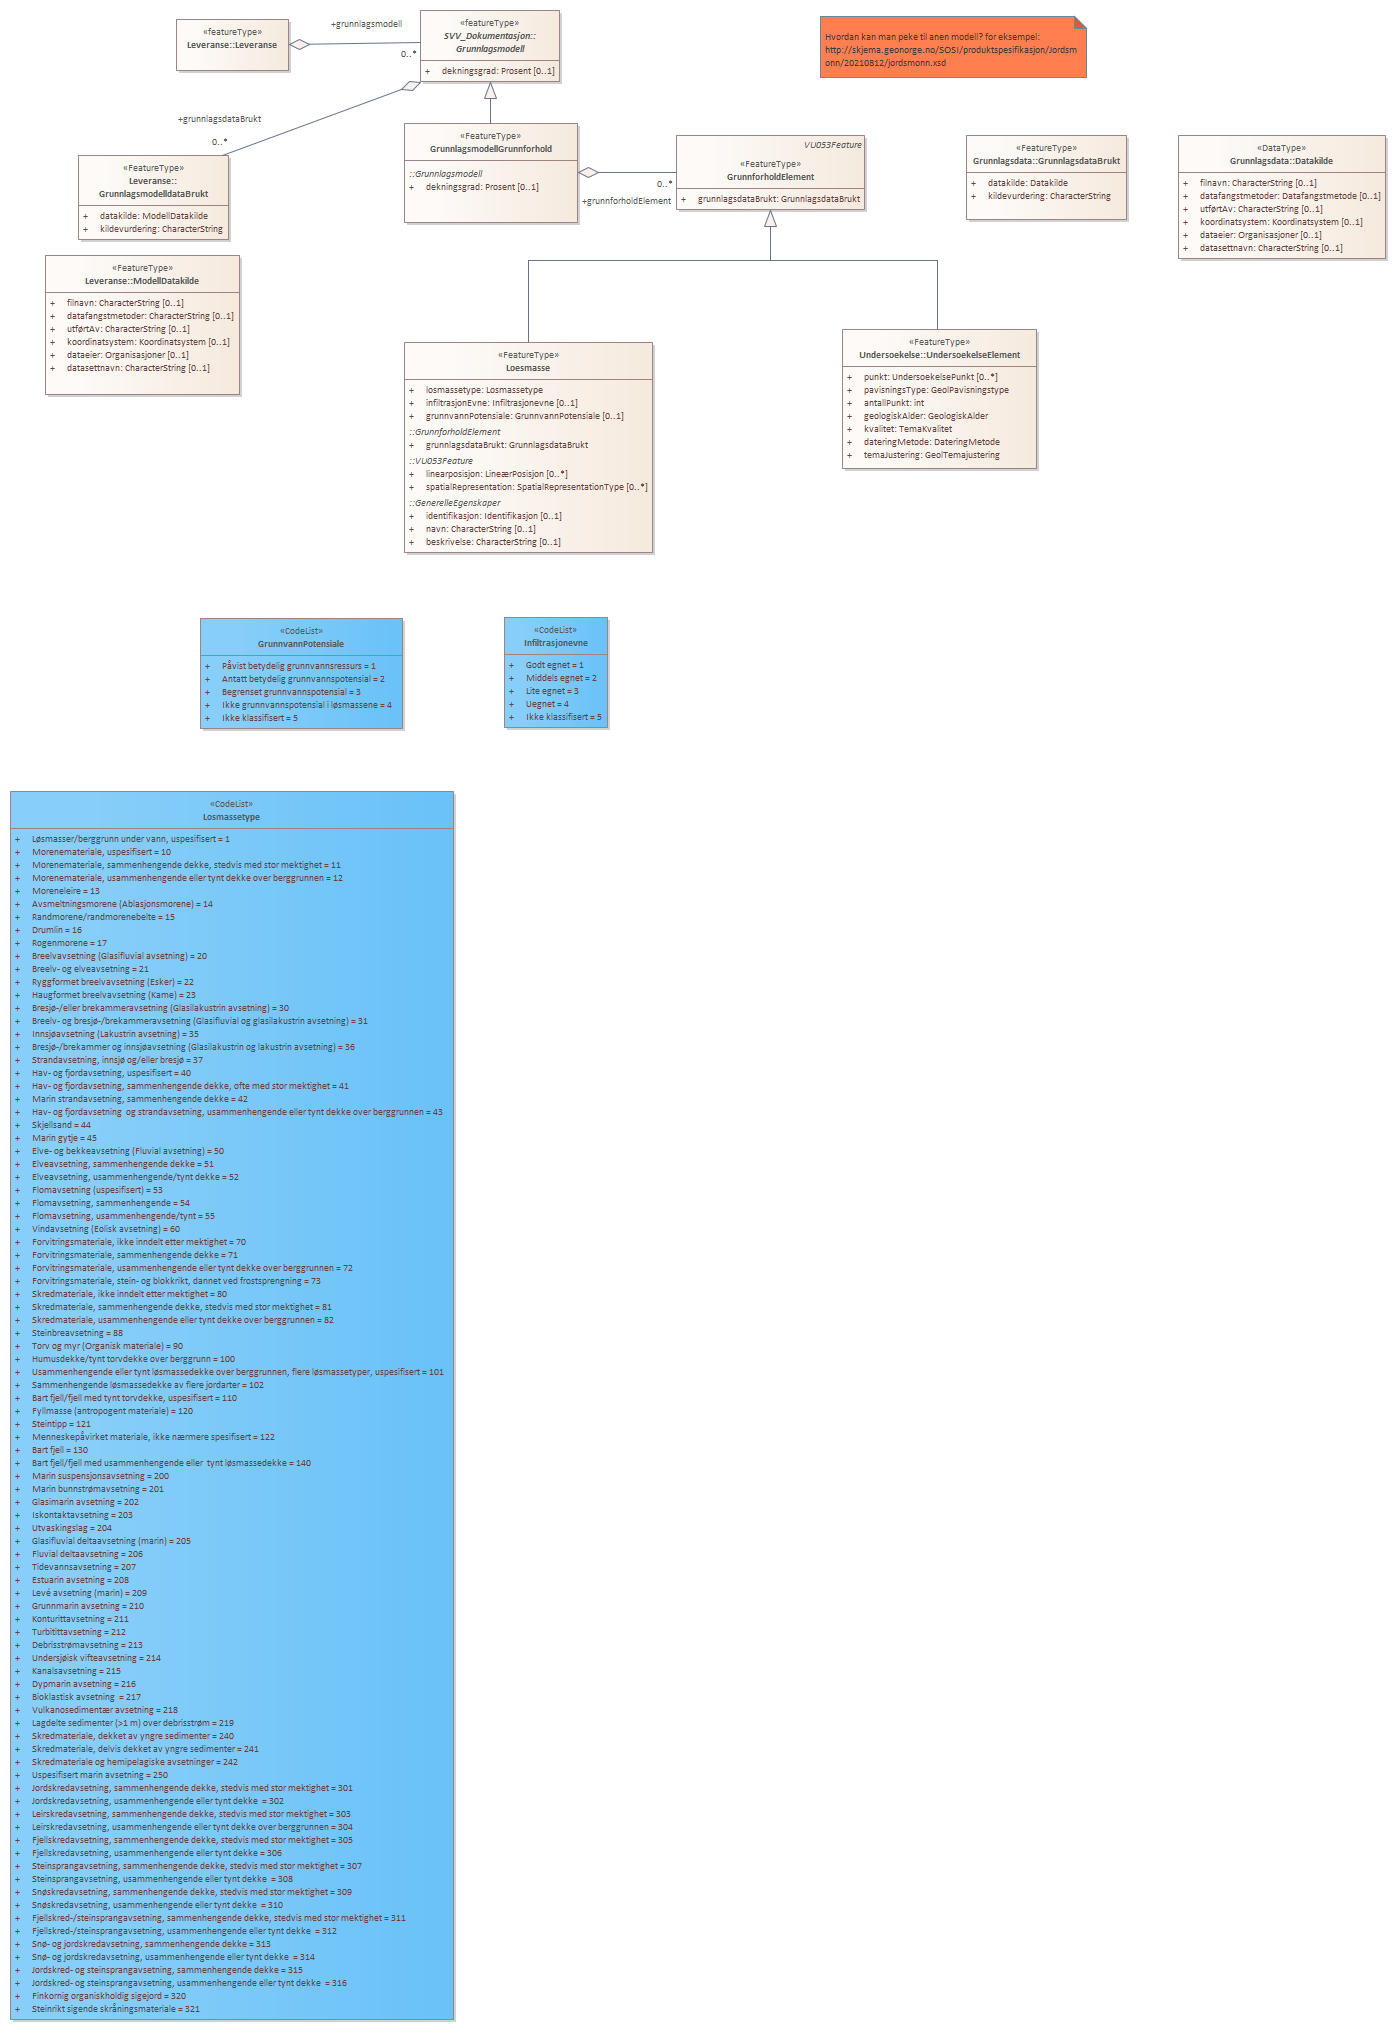 «featureType»
Leveranse::Leveranse
+grunnlagsmodell
0..*
«featureType»
SVV_Dokumentasjon::
Grunnlagsmodell
+ dekningsgrad: Prosent [0..1]
Hvordan kan man peke til anen modell? for eksempel:
http://skjema.geonorge.no/SOSI/produktspesifikasjon/Jordsm
onn/20210812/jordsmonn.xsd
+grunnlagsdataBrukt
0..*
«FeatureType»
Leveranse::
GrunnlagsmodelldataBrukt
+ datakilde: ModellDatakilde
+ kildevurdering: CharacterString
«FeatureType»
GrunnlagsmodellGrunnforhold
::Grunnlagsmodell
+ dekningsgrad: Prosent [0..1]
0..*
+grunnforholdElement
VU053Feature
«FeatureType»
GrunnforholdElement
+ grunnlagsdataBrukt: GrunnlagsdataBrukt
«FeatureType»
Grunnlagsdata::GrunnlagsdataBrukt
+ datakilde: Datakilde
+ kildevurdering: CharacterString
«DataType»
Grunnlagsdata::Datakilde
+ filnavn: CharacterString [0..1]
+ datafangstmetoder: Datafangstmetode [0..1]
+ utførtAv: CharacterString [0..1]
+ koordinatsystem: Koordinatsystem [0..1]
+ dataeier: Organisasjoner [0..1]
+ datasettnavn: CharacterString [0..1]
«FeatureType»
Leveranse::ModellDatakilde
+ filnavn: CharacterString [0..1]
+ datafangstmetoder: CharacterString [0..1]
+ utførtAv: CharacterString [0..1]
+ koordinatsystem: Koordinatsystem [0..1]
+ dataeier: Organisasjoner [0..1]
+ datasettnavn: CharacterString [0..1]
«FeatureType»
Loesmasse
+ losmassetype: Losmassetype
+ infiltrasjonEvne: Infiltrasjonevne [0..1]
+ grunnvannPotensiale: GrunnvannPotensiale [0..1]
::GrunnforholdElement
+ grunnlagsdataBrukt: GrunnlagsdataBrukt
::VU053Feature
+ linearposisjon: LineærPosisjon [0..*]
+ spatialRepresentation: SpatialRepresentationType [0..*]
::GenerelleEgenskaper
+ identifikasjon: Identifikasjon [0..1]
+ navn: CharacterString [0..1]
+ beskrivelse: CharacterString [0..1]
«FeatureType»
Undersoekelse::UndersoekelseElement
+ punkt: UndersoekelsePunkt [0..*]
+ pavisningsType: GeolPavisningstype
+ antallPunkt: int
+ geologiskAlder: GeologiskAlder
+ kvalitet: TemaKvalitet
+ dateringMetode: DateringMetode
+ temaJustering: GeolTemajustering
«CodeList»
GrunnvannPotensiale
+ Påvist betydelig grunnvannsressurs = 1
+ Antatt betydelig grunnvannspotensial = 2
+ Begrenset grunnvannspotensial = 3
+ Ikke grunnvannspotensial i løsmassene = 4
+ Ikke klassifisert = 5
«CodeList»
Infiltrasjonevne
+ Godt egnet = 1
+ Middels egnet = 2
+ Lite egnet = 3
+ Uegnet = 4
+ Ikke klassifisert = 5
«CodeList»
Losmassetype
+ Løsmasser/berggrunn under vann, uspesifisert = 1
+ Morenemateriale, uspesifisert = 10
+ Morenemateriale, sammenhengende dekke, stedvis med stor mektighet = 11
+ Morenemateriale, usammenhengende eller tynt dekke over berggrunnen = 12
+ Moreneleire = 13
+ Avsmeltningsmorene (Ablasjonsmorene) = 14
+ Randmorene/randmorenebelte = 15
+ Drumlin = 16
+ Rogenmorene = 17
+ Breelvavsetning (Glasifluvial avsetning) = 20
+ Breelv- og elveavsetning = 21
+ Ryggformet breelvavsetning (Esker) = 22
+ Haugformet breelvavsetning (Kame) = 23
+ Bresjø-/eller brekammeravsetning (Glasilakustrin avsetning) = 30
+ Breelv- og bresjø-/brekammeravsetning (Glasifluvial og glasilakustrin avsetning) = 31
+ Innsjøavsetning (Lakustrin avsetning) = 35
+ Bresjø-/brekammer og innsjøavsetning (Glasilakustrin og lakustrin avsetning) = 36
+ Strandavsetning, innsjø og/eller bresjø = 37
+ Hav- og fjordavsetning, uspesifisert = 40
+ Hav- og fjordavsetning, sammenhengende dekke, ofte med stor mektighet = 41
+ Marin strandavsetning, sammenhengende dekke = 42
+ Hav- og fjordavsetning og strandavsetning, usammenhengende eller tynt dekke over berggrunnen = 43
+ Skjellsand = 44
+ Marin gytje = 45
+ Elve- og bekkeavsetning (Fluvial avsetning) = 50
+ Elveavsetning, sammenhengende dekke = 51
+ Elveavsetning, usammenhengende/tynt dekke = 52
+ Flomavsetning (uspesifisert) = 53
+ Flomavsetning, sammenhengende = 54
+ Flomavsetning, usammenhengende/tynt = 55
+ Vindavsetning (Eolisk avsetning) = 60
+ Forvitringsmateriale, ikke inndelt etter mektighet = 70
+ Forvitringsmateriale, sammenhengende dekke = 71
+ Forvitringsmateriale, usammenhengende eller tynt dekke over berggrunnen = 72
+ Forvitringsmateriale, stein- og blokkrikt, dannet ved frostsprengning = 73
+ Skredmateriale, ikke inndelt etter mektighet = 80
+ Skredmateriale, sammenhengende dekke, stedvis med stor mektighet = 81
+ Skredmateriale, usammenhengende eller tynt dekke over berggrunnen = 82
+ Steinbreavsetning = 88
+ Torv og myr (Organisk materiale) = 90
+ Humusdekke/tynt torvdekke over berggrunn = 100
+ Usammenhengende eller tynt løsmassedekke over berggrunnen, flere løsmassetyper, uspesifisert = 101
+ Sammenhengende løsmassedekke av flere jordarter = 102
+ Bart fjell/fjell med tynt torvdekke, uspesifisert = 110
+ Fyllmasse (antropogent materiale) = 120
+ Steintipp = 121
+ Menneskepåvirket materiale, ikke nærmere spesifisert = 122
+ Bart fjell = 130
+ Bart fjell/fjell med usammenhengende eller tynt løsmassedekke = 140
+ Marin suspensjonsavsetning = 200
+ Marin bunnstrømavsetning = 201
+ Glasimarin avsetning = 202
+ Iskontaktavsetning = 203
+ Utvaskingslag = 204
+ Glasifluvial deltaavsetning (marin) = 205
+ Fluvial deltaavsetning = 206
+ Tidevannsavsetning = 207
+ Estuarin avsetning = 208
+ Levé avsetning (marin) = 209
+ Grunnmarin avsetning = 210
+ Konturittavsetning = 211
+ Turbitittavsetning = 212
+ Debrisstrømavsetning = 213
+ Undersjøisk vifteavsetning = 214
+ Kanalsavsetning = 215
+ Dypmarin avsetning = 216
+ Bioklastisk avsetning = 217
+ Vulkanosedimentær avsetning = 218
+ Lagdelte sedimenter (>1 m) over debrisstrøm = 219
+ Skredmateriale, dekket av yngre sedimenter = 240
+ Skredmateriale, delvis dekket av yngre sedimenter = 241
+ Skredmateriale og hemipelagiske avsetninger = 242
+ Uspesifisert marin avsetning = 250
+ Jordskredavsetning, sammenhengende dekke, stedvis med stor mektighet = 301
+ Jordskredavsetning, usammenhengende eller tynt dekke = 302
+ Leirskredavsetning, sammenhengende dekke, stedvis med stor mektighet = 303
+ Leirskredavsetning, usammenhengende eller tynt dekke over berggrunnen = 304
+ Fjellskredavsetning, sammenhengende dekke, stedvis med stor mektighet = 305
+ Fjellskredavsetning, usammenhengende eller tynt dekke = 306
+ Steinsprangavsetning, sammenhengende dekke, stedvis med stor mektighet = 307
+ Steinsprangavsetning, usammenhengende eller tynt dekke = 308
+ Snøskredavsetning, sammenhengende dekke, stedvis med stor mektighet = 309
+ Snøskredavsetning, usammenhengende eller tynt dekke = 310
+ Fjellskred-/steinsprangavsetning, sammenhengende dekke, stedvis med stor mektighet = 311
+ Fjellskred-/steinsprangavsetning, usammenhengende eller tynt dekke = 312
+ Snø- og jordskredavsetning, sammenhengende dekke = 313
+ Snø- og jordskredavsetning, usammenhengende eller tynt dekke = 314
+ Jordskred- og steinsprangavsetning, sammenhengende dekke = 315
+ Jordskred- og steinsprangavsetning, usammenhengende eller tynt dekke = 316
+ Finkornig organiskholdig sigejord = 320
+ Steinrikt sigende skråningsmateriale = 321